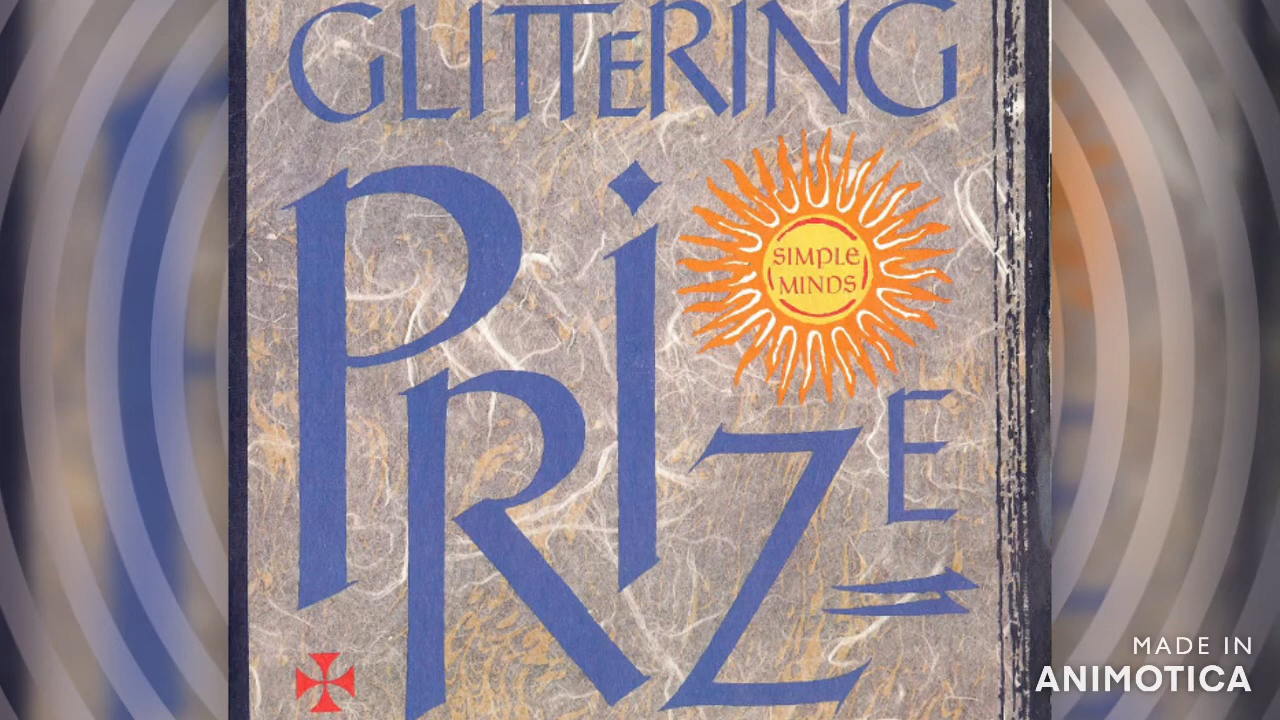 GLITTERING
PRIZE
SIMPLE
MINDS
MADE IN
ANIMOTICA